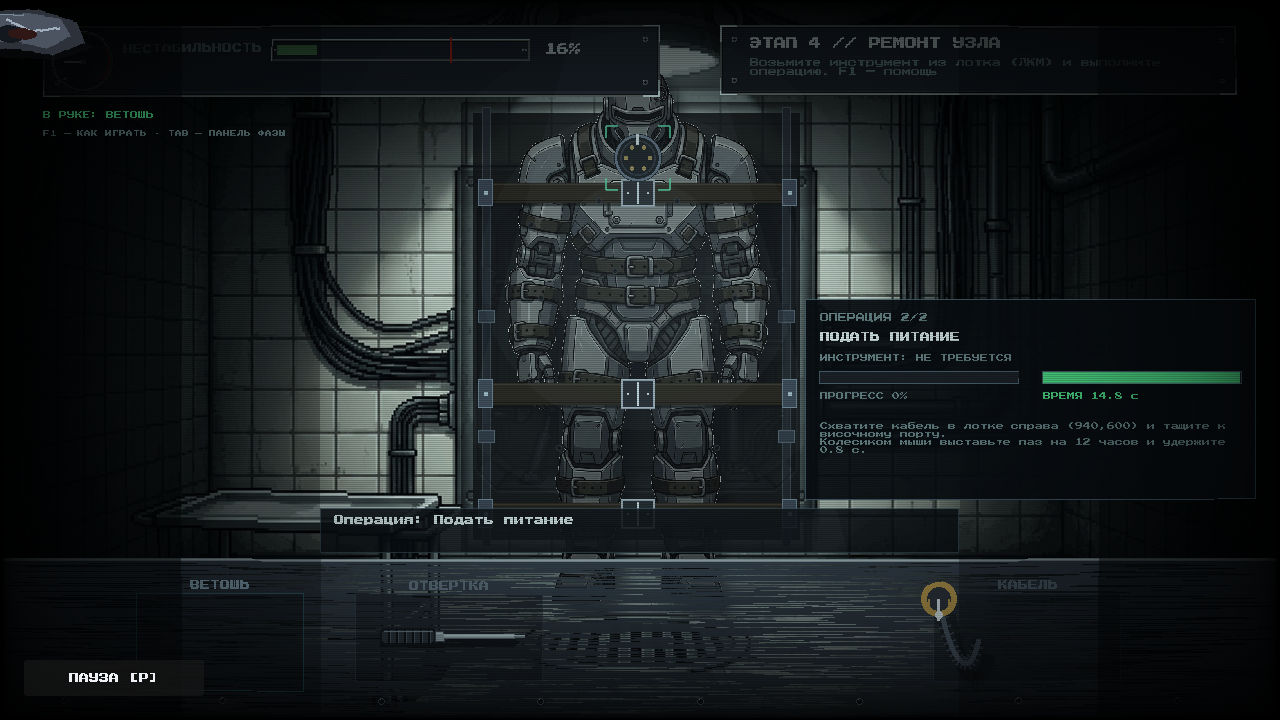 НЕСТАБИЛЬНОСТЬ
16%
ЭТАП 4 // РЕМОНТ УЗЛА
Возьмите инструмент из лотка (ЛКМ) и выполните
операцию. F1 — помощь
В РУКЕ: ВЕТОШЬ
F1 — КАК ИГРАТЬ · TAB — ПАНЕЛЬ ФАЗЫ
ОПЕРАЦИЯ 2/2
ПОДАТЬ ПИТАНИЕ
ИНСТРУМЕНТ: НЕ ТРЕБУЕТСЯ
ПРОГРЕСС 0%
ВРЕМЯ 14.8 с
Схватите кабель в лотке справа (940,600) и тащите к
височному порту.
Колесиком мыши выставьте паз на 12 часов и удержите
0.8 с.
Операция: Подать питание
ВЕТОШЬ
ОТВЕРТКА
КАБЕЛЬ
ПАУЗА [P]